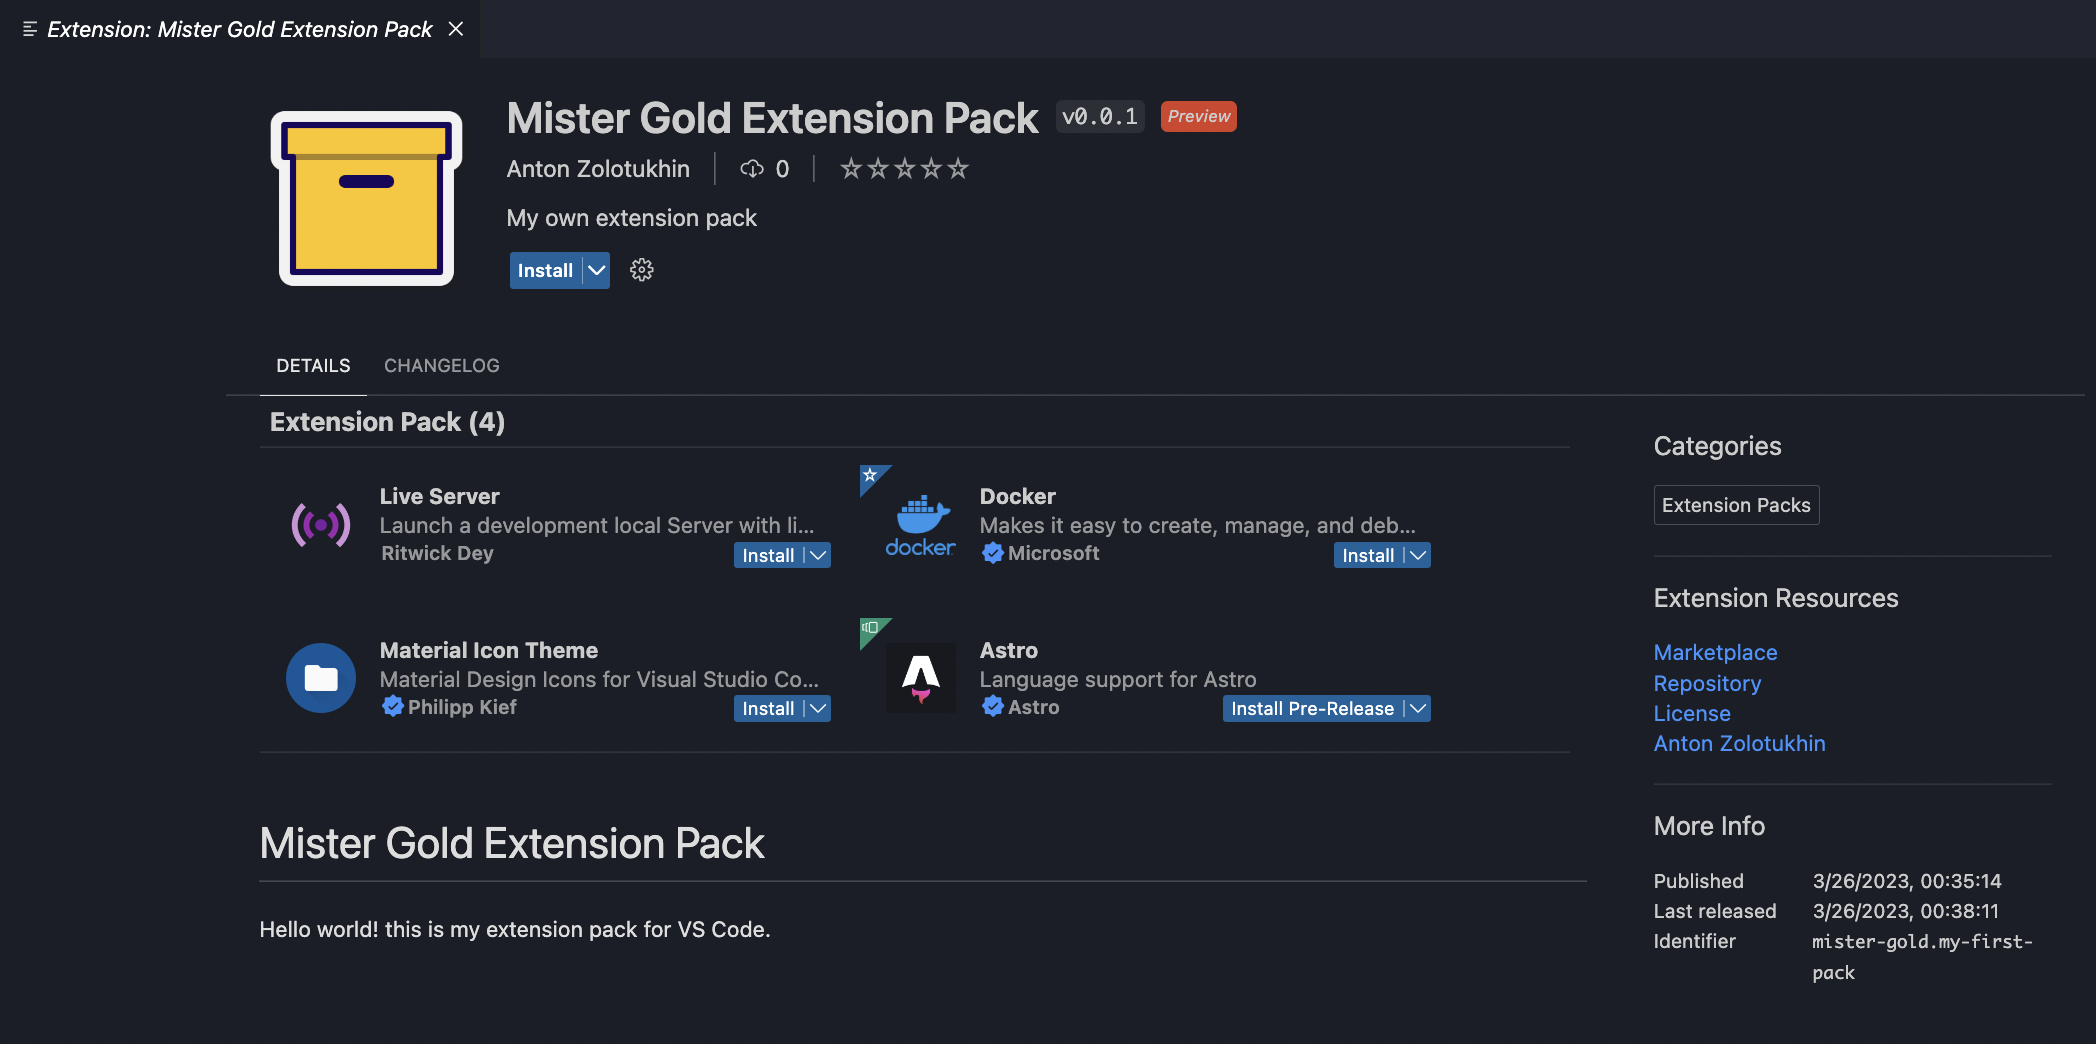 Extension: Mister Gold Extension Pack
Mister Gold Extension Pack v0.0.1 Preview
Anton Zolotukhin 0
My own extension pack
Install
DETAILS CHANGELOG
Extension Pack (4)
Live Server
Launch a development local Server with li...
Ritwick Dey Install
Docker
Makes it easy to create, manage, and deb...
docker
Microsoft Install
Material Icon Theme
Material Design Icons for Visual Studio Co...
Philipp Kief Install
Astro
Language support for Astro
Astro Install Pre-Release
Mister Gold Extension Pack
Hello world! this is my extension pack for VS Code.
Categories
Extension Packs
Extension Resources
Marketplace
Repository
License
Anton Zolotukhin
More Info
Published 3/26/2023, 00:35:14
Last released 3/26/2023, 00:38:11
Identifier mister-gold.my-first-
pack